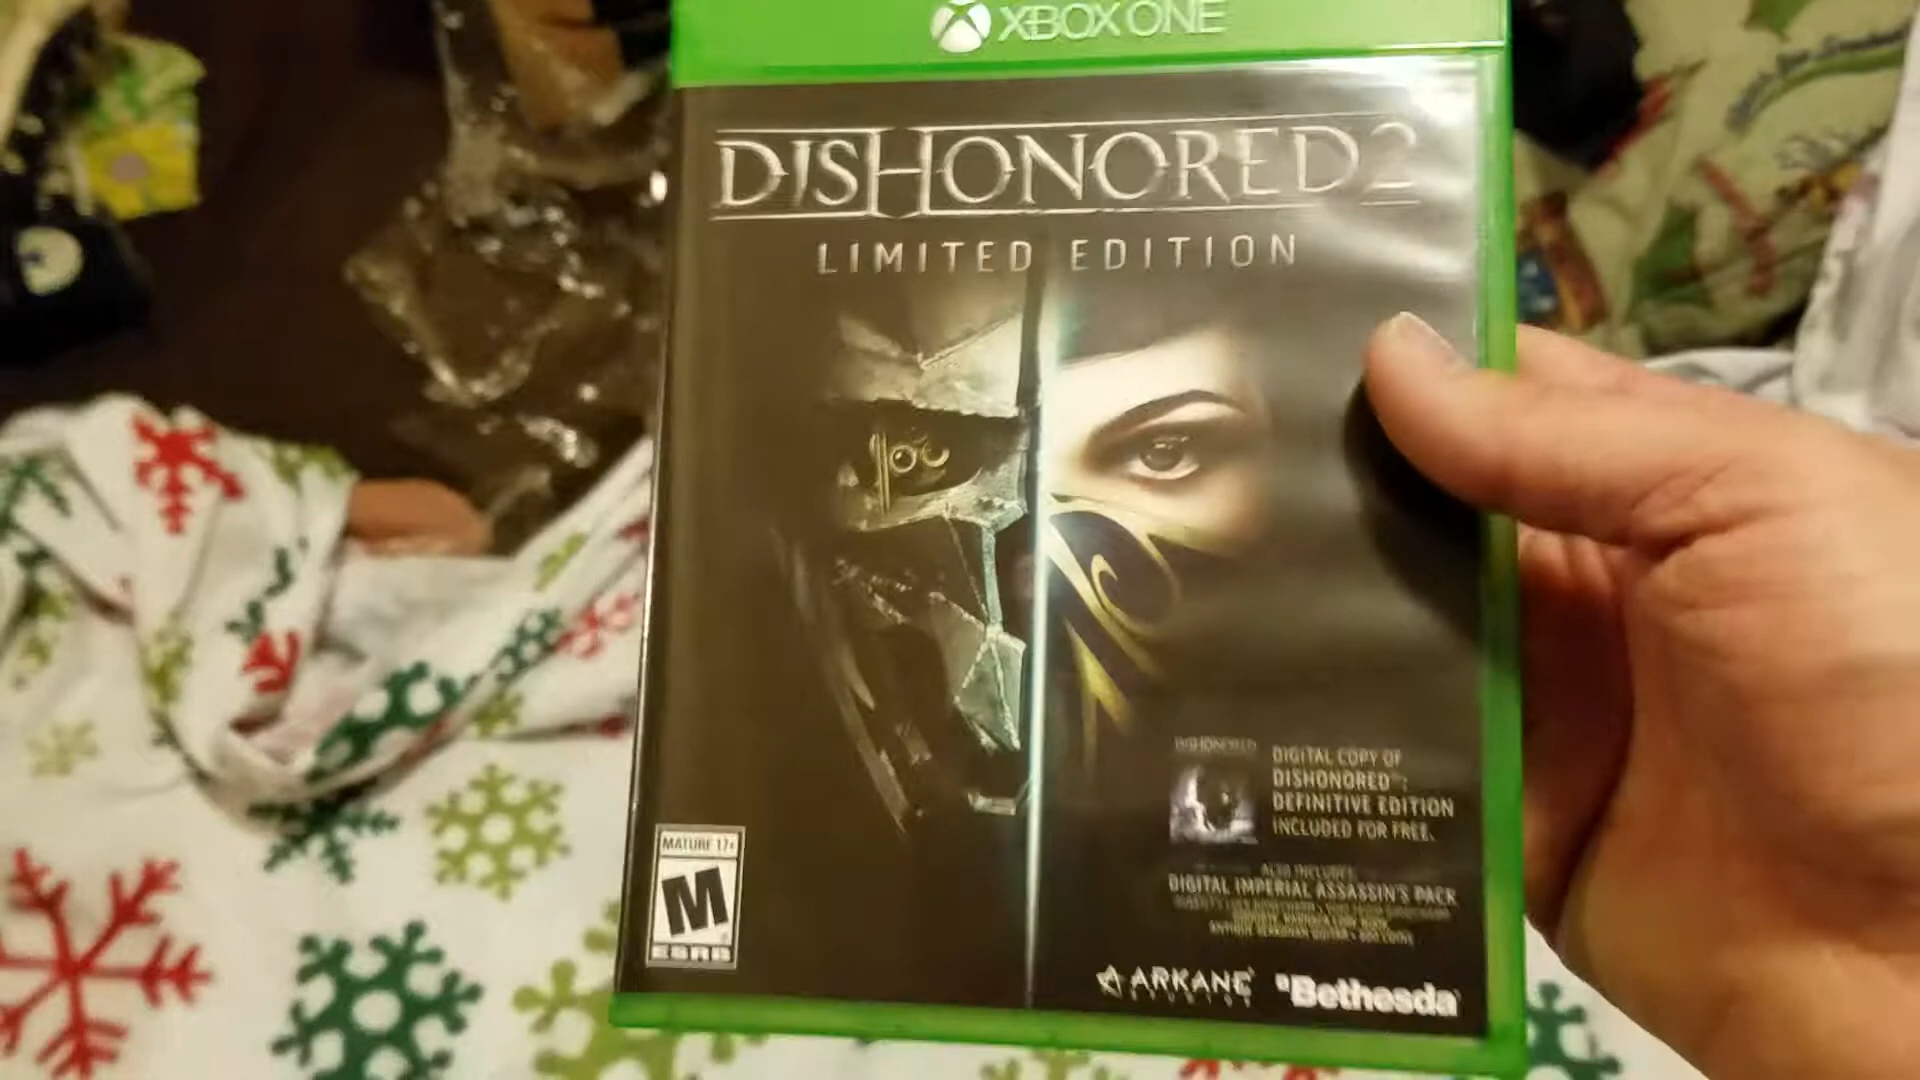 XBOX ONE
DISHONORED 2
LIMITED EDITION
DISHONORED
DIGITAL COPY OF
DISHONORED™:
DEFINITIVE EDITION
INCLUDED FOR FREE.
ALSO INCLUDES:
DIGITAL IMPERIAL ASSASSIN'S PACK
MATURE 17+
M
ESRB
ARKANE
STUDIOS
Bethesda